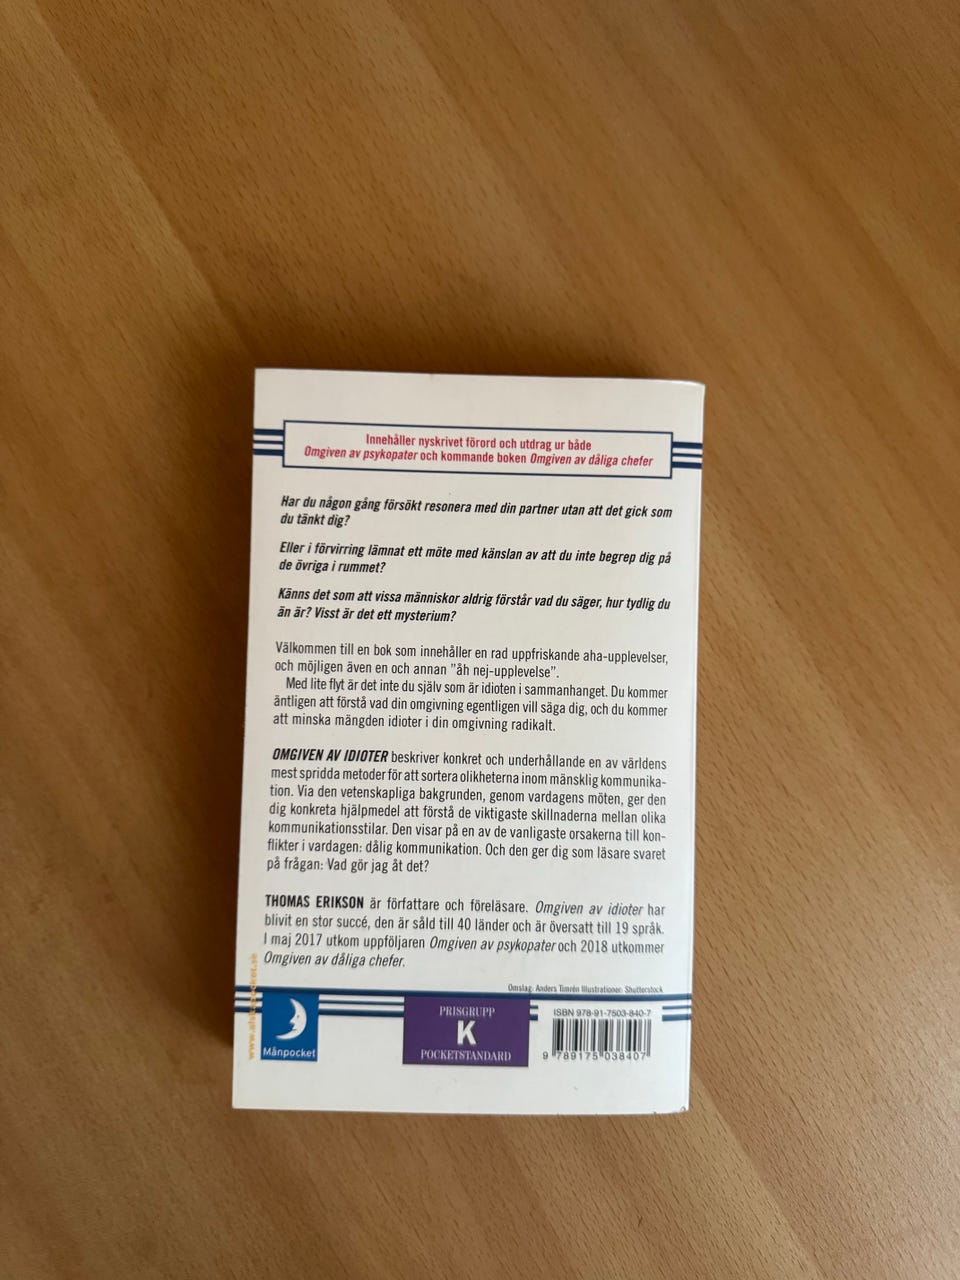 Innehåller nyskrivet förord och utdrag ur både
Omgiven av psykopater och kommande boken Omgiven av dåliga chefer
Har du någon gång försökt resonera med din partner utan att det gick som
du tänkt dig?
Eller i förvirring lämnat ett möte med känslan av att du inte begrep dig på
de övriga i rummet?
Känns det som att vissa människor aldrig förstår vad du säger, hur tydlig du
än är? Visst är det ett mysterium?
Välkommen till en bok som innehåller en rad uppfriskande aha-upplevelser,
och möjligen även en och annan ”åh nej-upplevelse”.
Med lite flyt är det inte du själv som är idioten i sammanhanget. Du kommer
äntligen att förstå vad din omgivning egentligen vill säga dig, och du kommer
att minska mängden idioter i din omgivning radikalt.
OMGIVEN AV IDIOTER beskriver konkret och underhållande en av världens
mest spridda metoder för att sortera olikheterna inom mänsklig kommunika-
tion. Via den vetenskapliga bakgrunden, genom vardagens möten, ger den
dig konkreta hjälpmedel att förstå de viktigaste skillnaderna mellan olika
kommunikationsstilar. Den visar på en av de vanligaste orsakerna till kon-
flikter i vardagen: dålig kommunikation. Och den ger dig som läsare svaret
på frågan: Vad gör jag åt det?
THOMAS ERIKSON är författare och föreläsare. Omgiven av idioter har
blivit en stor succé, den är såld till 40 länder och är översatt till 19 språk.
I maj 2017 utkom uppföljaren Omgiven av psykopater och 2018 utkommer
Omgiven av dåliga chefer.
Omslag: Anders Timrén Illustrationer: Shutterstock
Månpocket
PRISGRUPP
K
POCKETSTANDARD
ISBN 978-91-7503-840-7
9 789175 038407